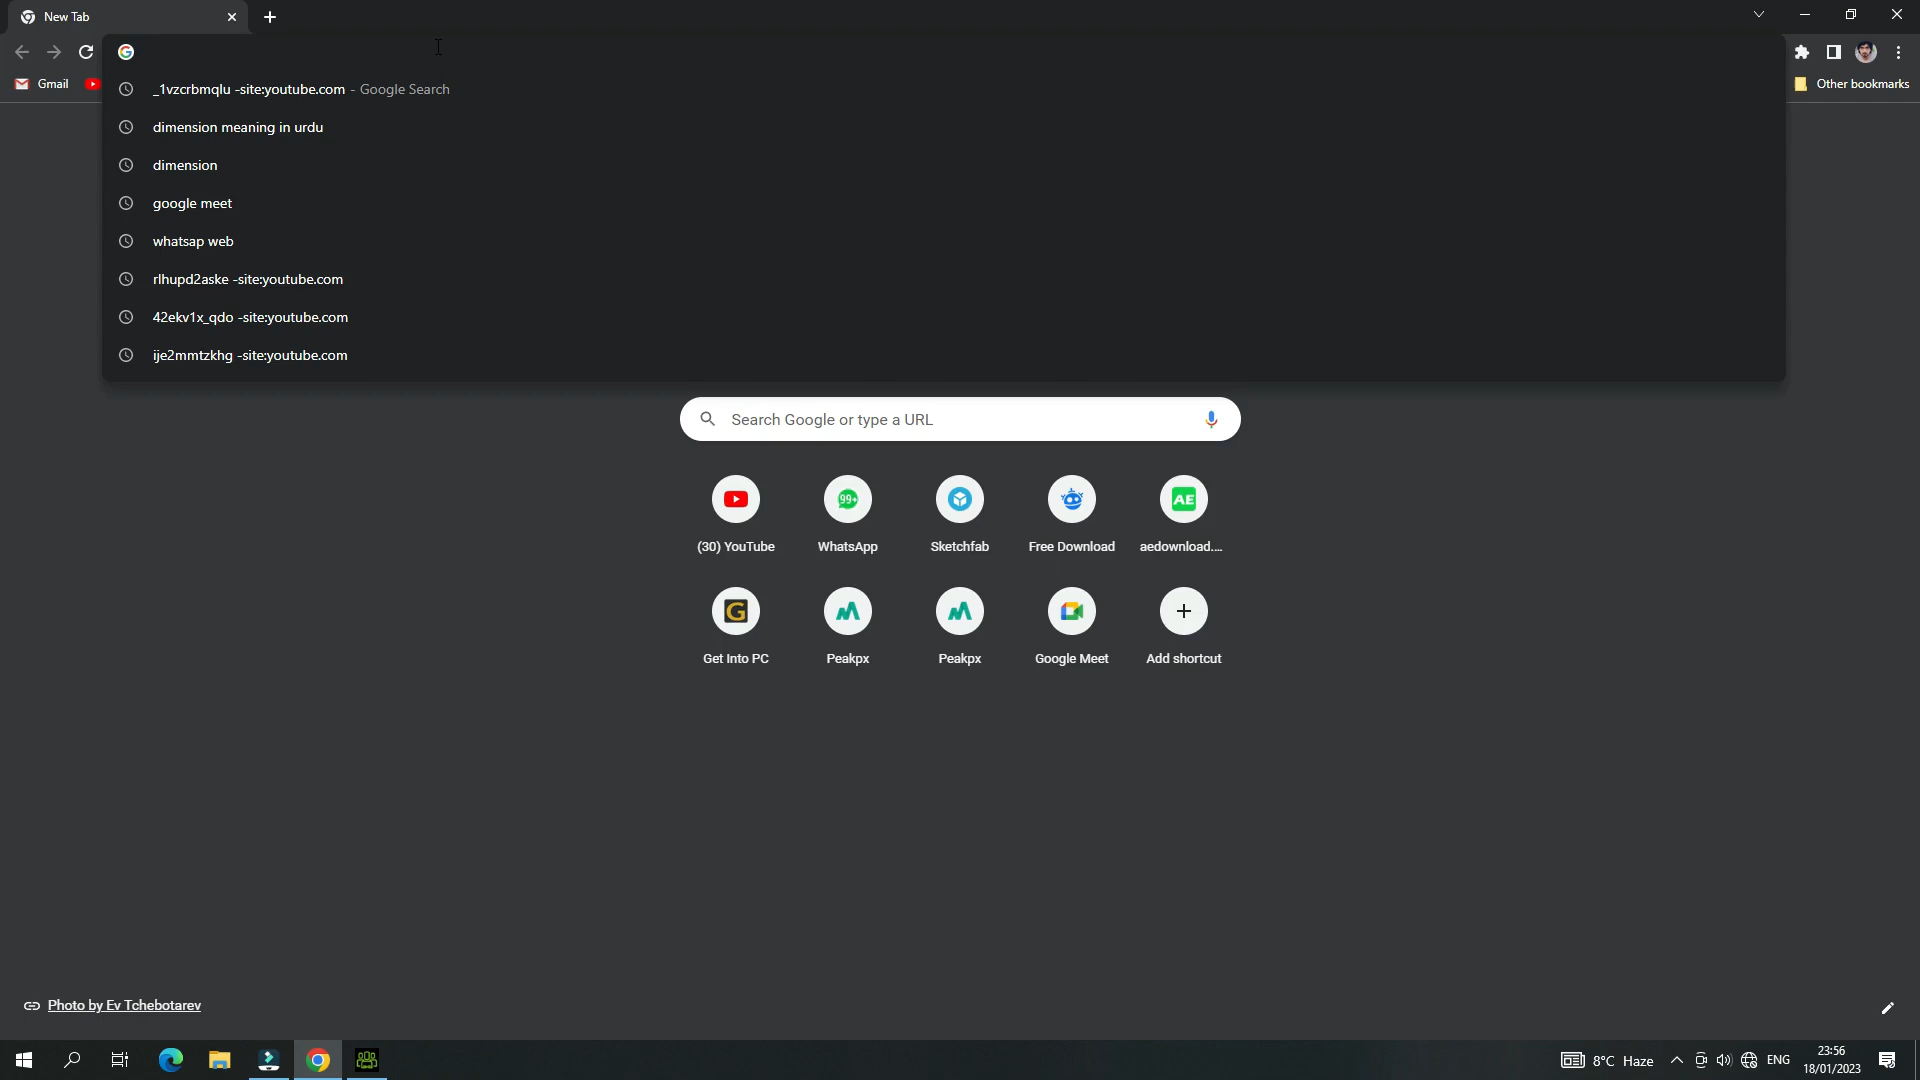 New Tab
Gmail
Other bookmarks
_1vzcrbmqlu -site:youtube.com - Google Search
dimension meaning in urdu
dimension
google meet
whatsap web
rlhupd2aske -site:youtube.com
42ekv1x_qdo -site:youtube.com
ije2mmtzkhg -site:youtube.com
Search Google or type a URL
99+
AE
(30) YouTube
WhatsApp
Sketchfab
Free Download
aedownload....
G
Get Into PC
Peakpx
Peakpx
Google Meet
Add shortcut
Photo by Ev Tchebotarev
8°C Haze
ENG
23:56
18/01/2023